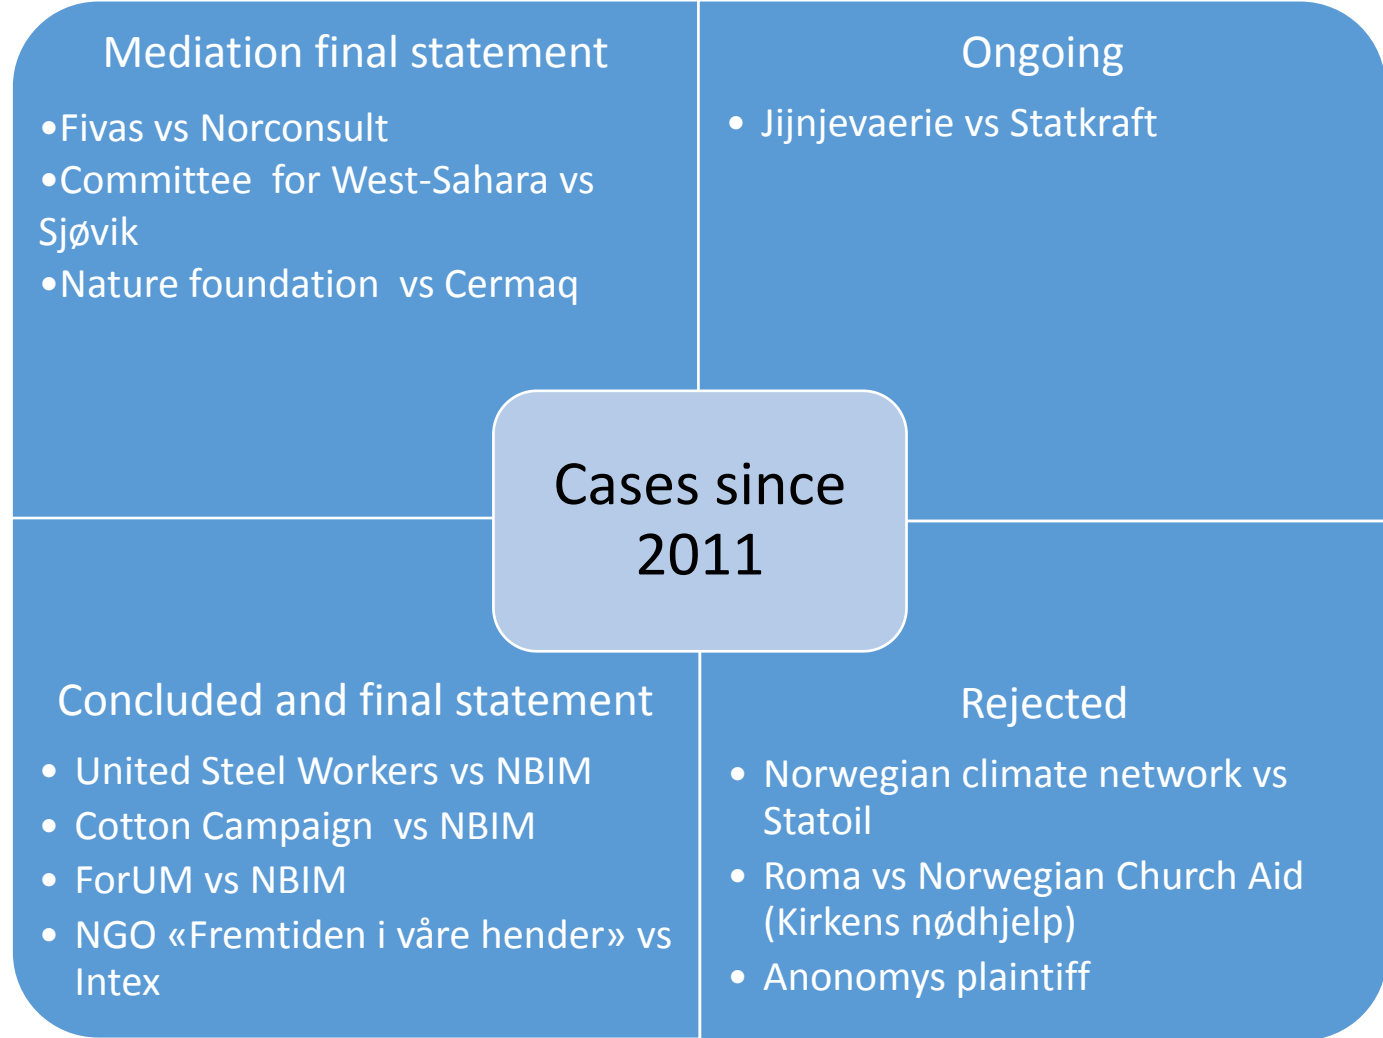 Mediation final statement
•Fivas vs Norconsult
•Committee for West-Sahara vs
Sjøvik
•Nature foundation vs Cermaq
Ongoing
• Jijnjevaerie vs Statkraft
Cases since
2011
Concluded and final statement
• United Steel Workers vs NBIM
• Cotton Campaign vs NBIM
• ForUM vs NBIM
• NGO «Fremtiden i våre hender» vs
Intex
Rejected
• Norwegian climate network vs
Statoil
• Roma vs Norwegian Church Aid
(Kirkens nødhjelp)
• Anonomys plaintiff